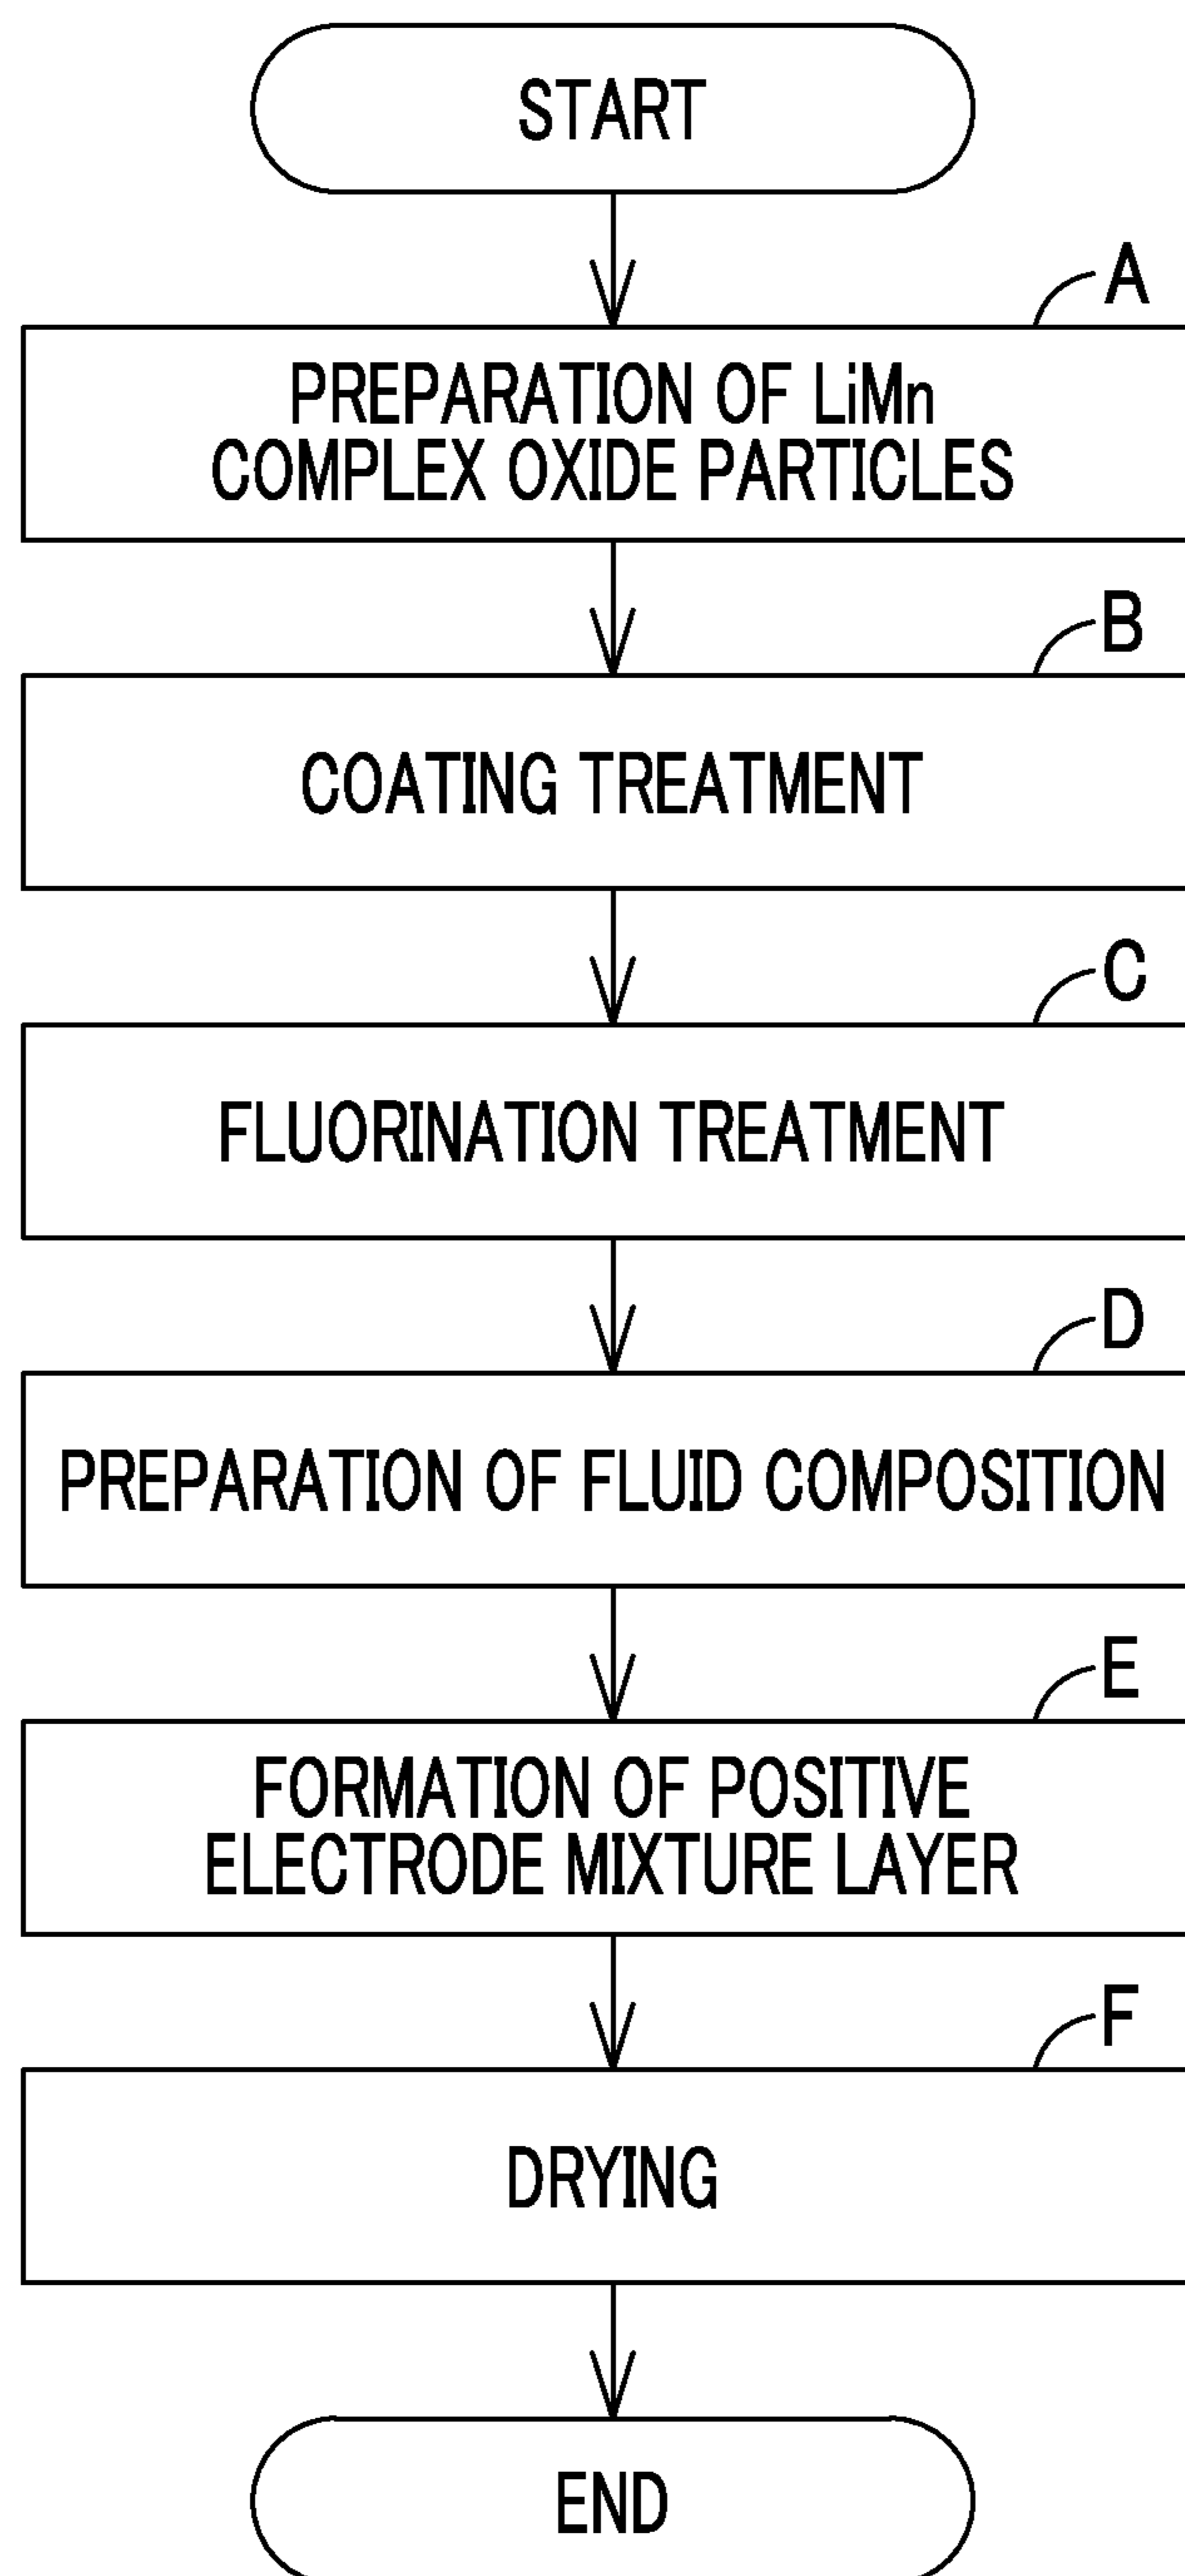 START
A
PREPARATION OF LiMn
COMPLEX OXIDE PARTICLES
B
COATING TREATMENT
C
FLUORINATION TREATMENT
D
PREPARATION OF FLUID COMPOSITION
E
FORMATION OF POSITIVE
ELECTRODE MIXTURE LAYER
F
DRYING
END